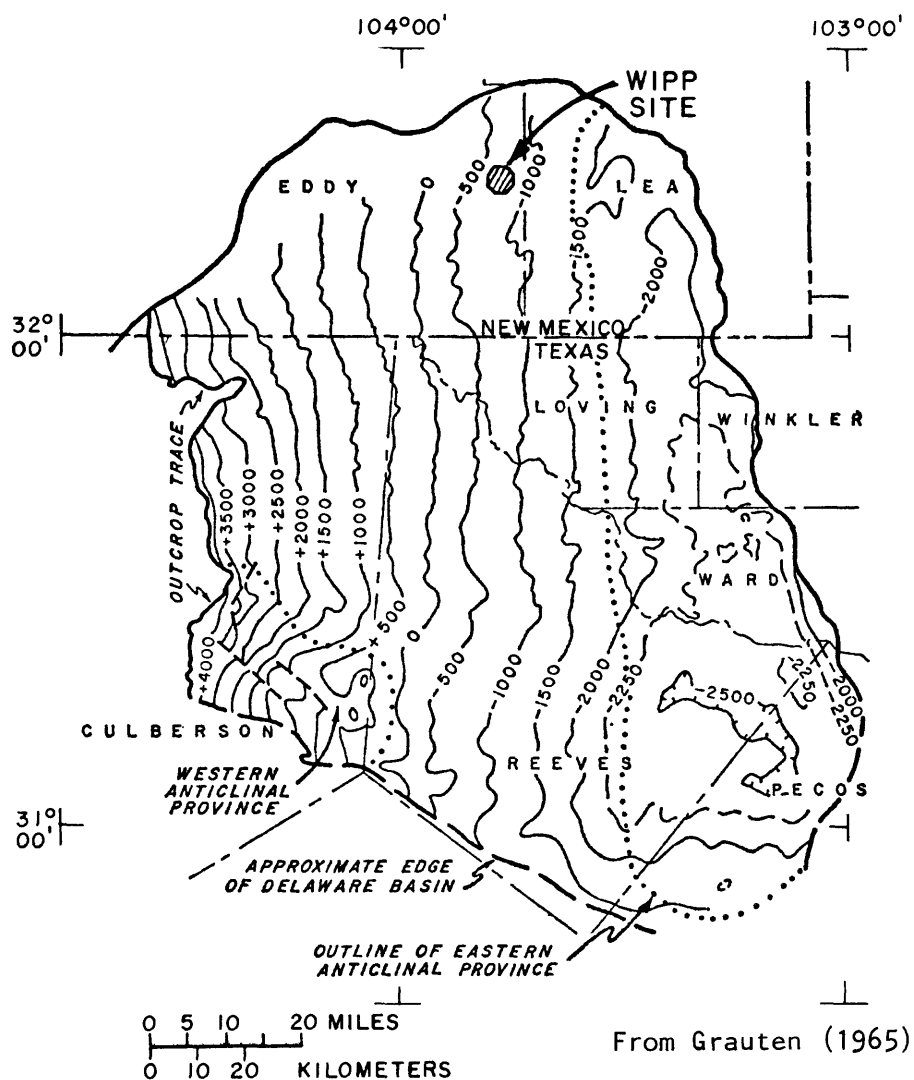 104°00'
103°00'
WIPP
SITE
EDDY
LEA
0
-500
-1000
-1500
-2000
32°
00'
NEW MEXICO
TEXAS
LOVING
WINKLER
OUTCROP TRACE
+3500
+3000
+2500
+2000
+1500
+1000
WARD
+500
0
+4000
-500
-1000
-1500
-2000
-2250
-2500
-2250
-2000
-2250
CULBERSON
REEVES
PECOS
WESTERN
ANTICLINAL
PROVINCE
31°
00'
APPROXIMATE EDGE
OF DELAWARE BASIN
OUTLINE OF EASTERN
ANTICLINAL PROVINCE
0 5 10 20 MILES
0 10 20 KILOMETERS
From Grauten (1965)